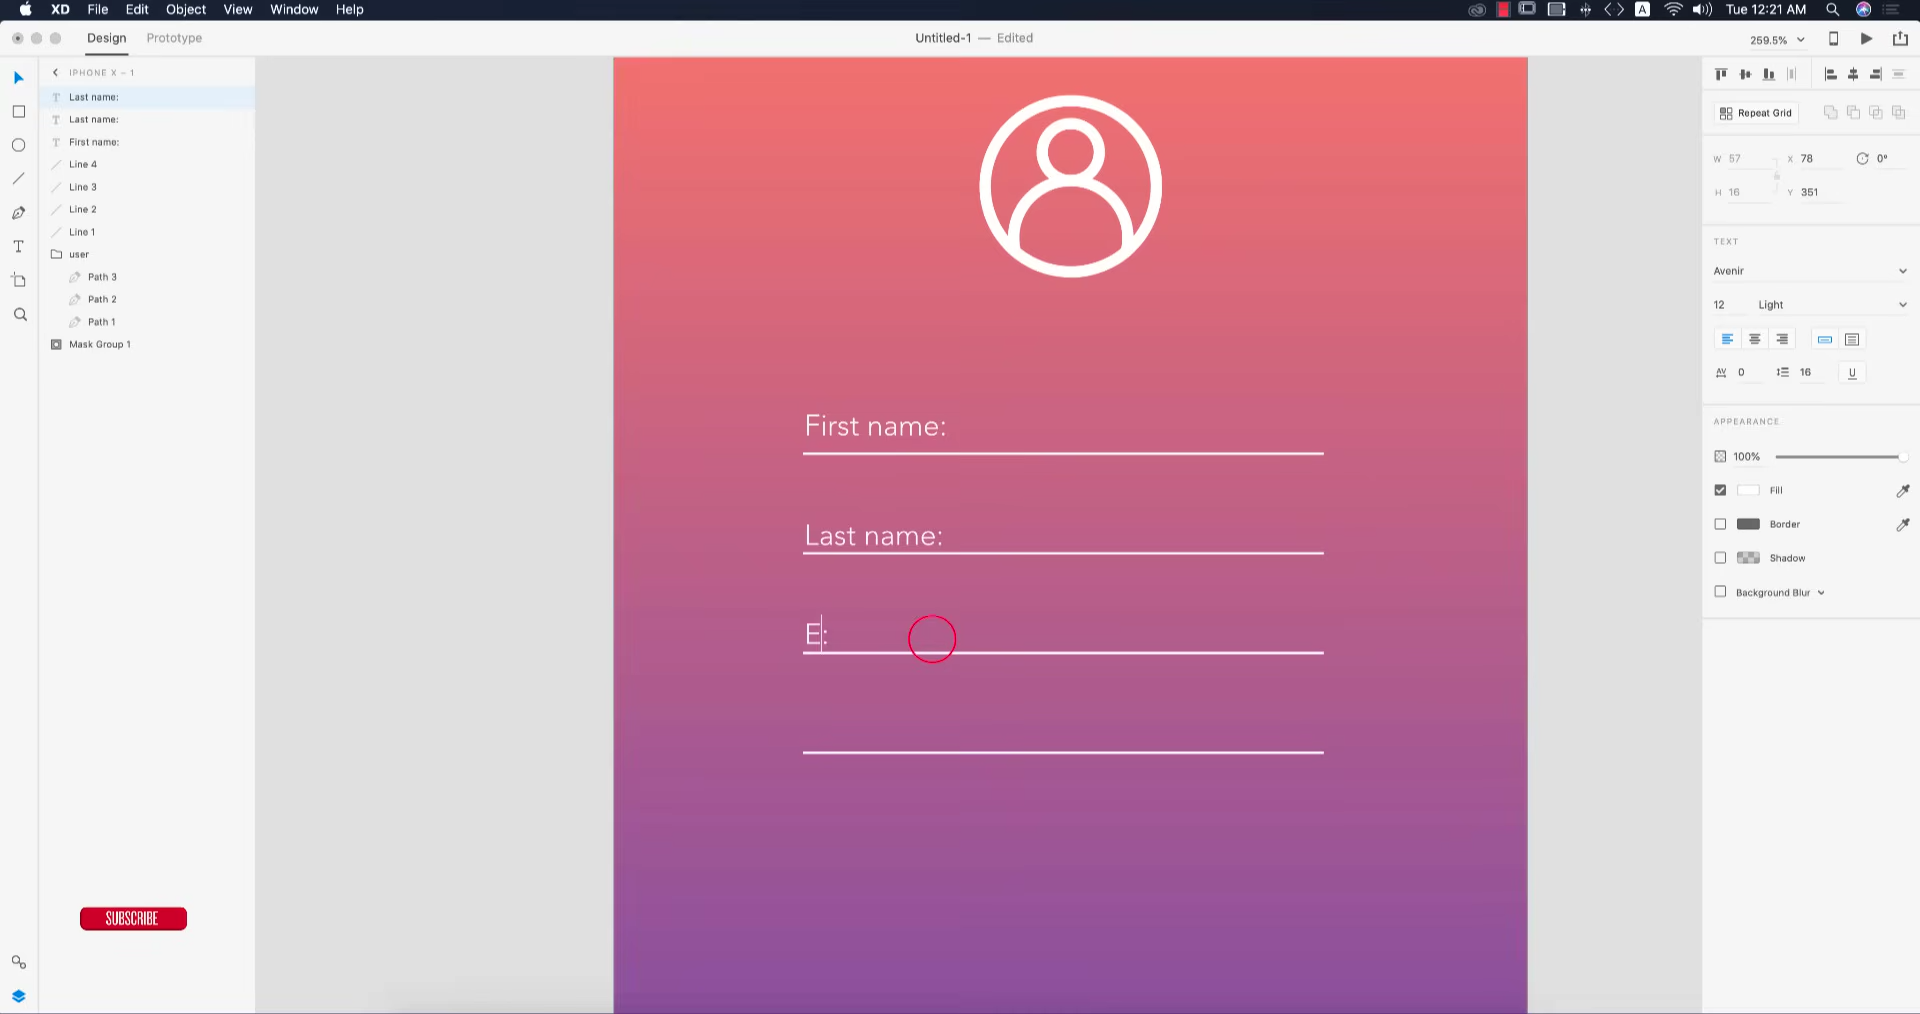 XD File Edit Object View Window Help
A Tue 12:21 AM
Design Prototype
Untitled-1 — Edited
259.5%
IPHONE X – 1
T Last name:
T Last name:
T First name:
Line 4
Line 3
Line 2
Line 1
user
Path 3
Path 2
Path 1
Mask Group 1
SUBSCRIBE
T
First name:
Last name:
E:
Repeat Grid
W 57 X 78 0°
H 16 Y 351
TEXT
Avenir
12 Light
AV 0 16 U
APPEARANCE
100%
Fill
Border
Shadow
Background Blur